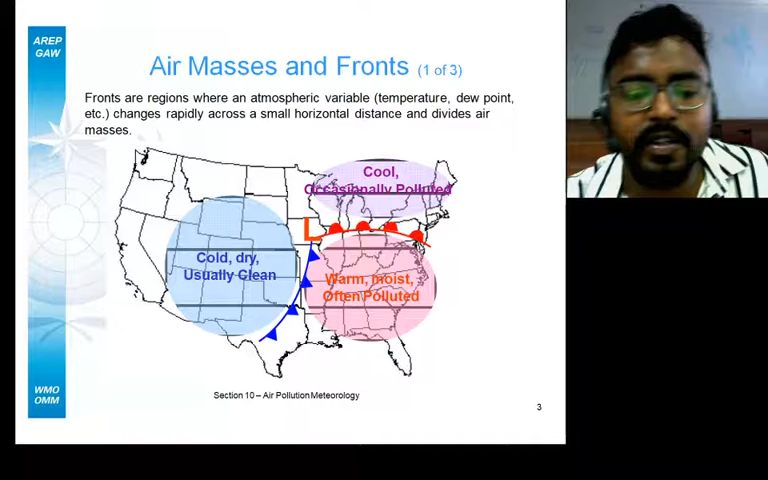 AREP
GAW
Air Masses and Fronts (1 of 3)
Fronts are regions where an atmospheric variable (temperature, dew point,
etc.) changes rapidly across a small horizontal distance and divides air
masses.
Cool,
Occasionally Polluted
L
Cold, dry,
Usually Clean
Warm, moist,
Often Polluted
WMO
OMM
Section 10 – Air Pollution Meteorology
3